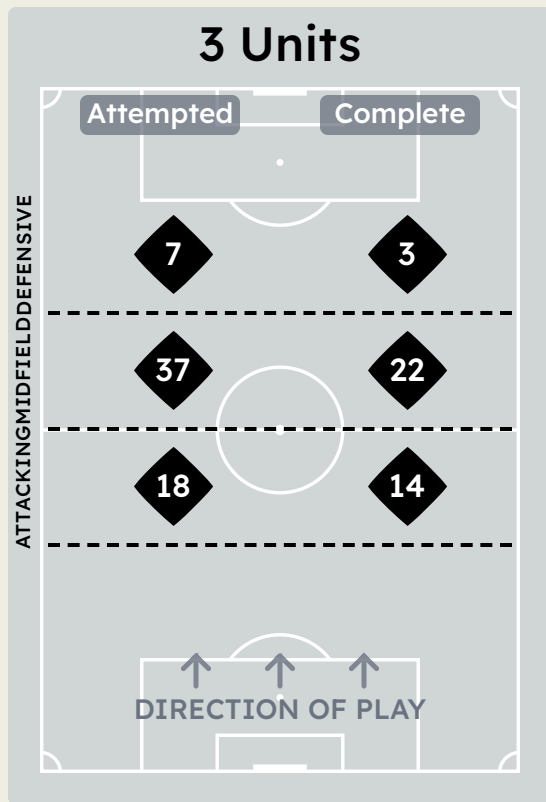 3 Units
Attempted Complete
7 3
37 22
18 14
ATTACKINGMIDFIELDDEFENSIVE
DIRECTION OF PLAY